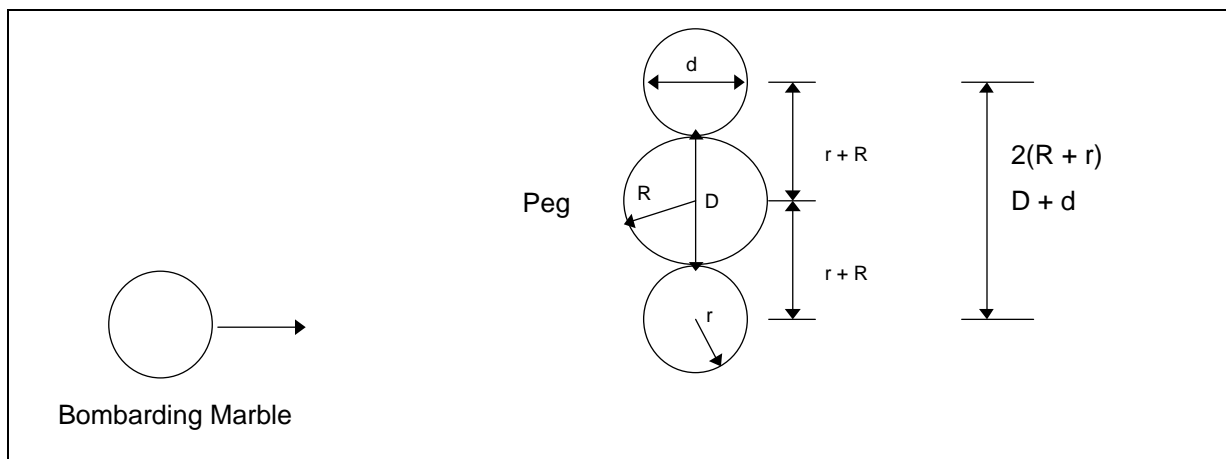 d
r + R
2(R + r)
Peg
R
D
D + d
r + R
r
Bombarding Marble